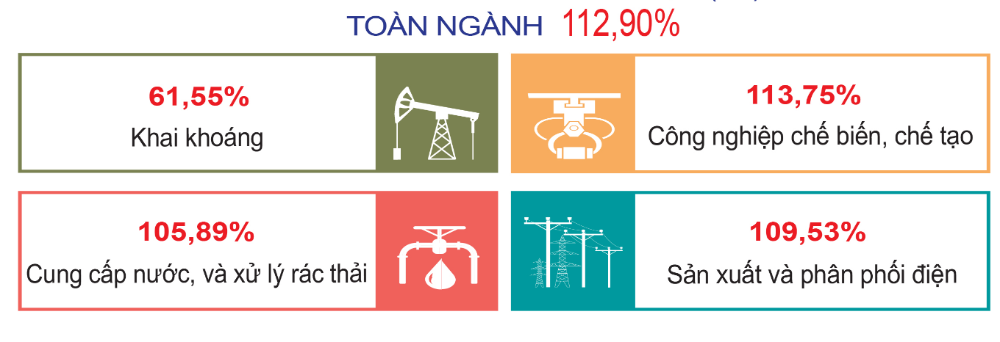 TOÀN NGÀNH 112,90%
61,55%
Khai khoáng
113,75%
Công nghiệp chế biến, chế tạo
105,89%
Cung cấp nước, và xử lý rác thải
109,53%
Sản xuất và phân phối điện